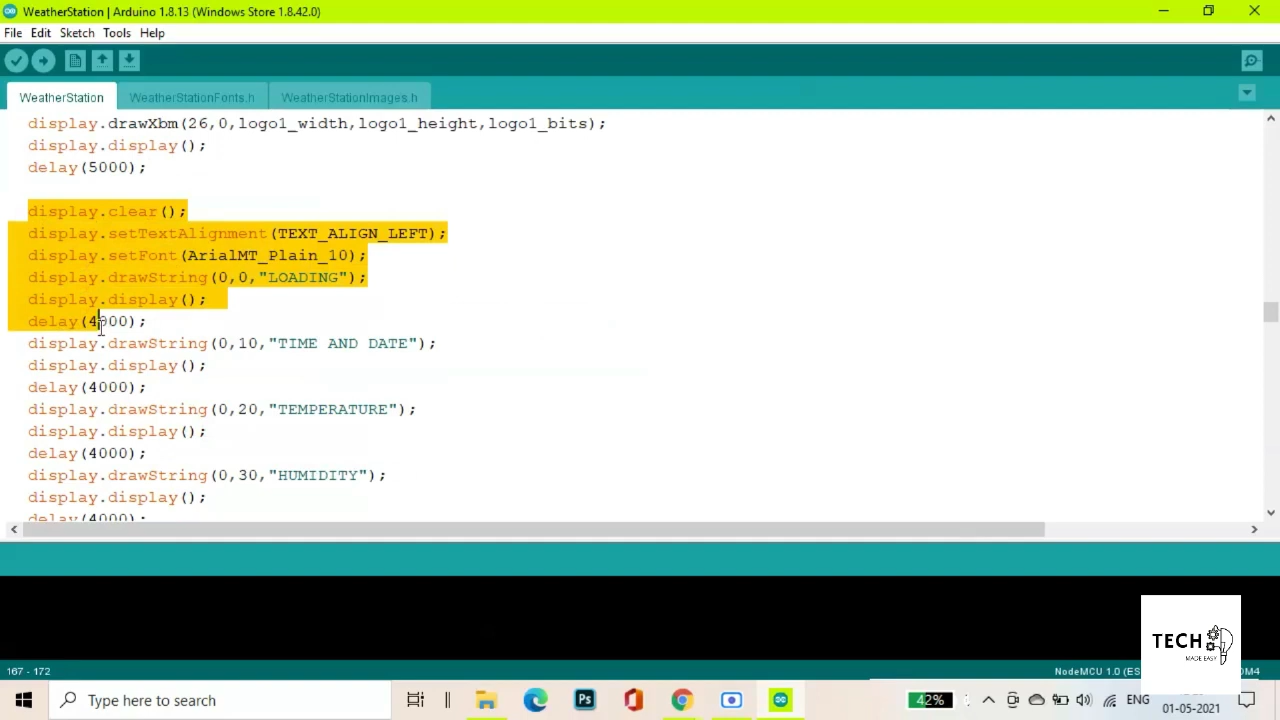 WeatherStation | Arduino 1.8.13 (Windows Store 1.8.42.0)
File Edit Sketch Tools Help
WeatherStation WeatherStationFonts.h WeatherStationImages.h
display.drawXbm(26,0,logo1_width,logo1_height,logo1_bits);
display.display();
delay(5000);
display.clear();
display.setTextAlignment(TEXT_ALIGN_LEFT);
display.setFont(ArialMT_Plain_10);
display.drawString(0,0,"LOADING");
display.display();
delay(4000);
display.drawString(0,10,"TIME AND DATE");
display.display();
delay(4000);
display.drawString(0,20,"TEMPERATURE");
display.display();
delay(4000);
display.drawString(0,30,"HUMIDITY");
display.display();
delay(4000);
TECH
MADE EASY
167 - 172
NodeMCU 1.0 (ES
OM4
Type here to search
Ps
42%
ENG
01-05-2021